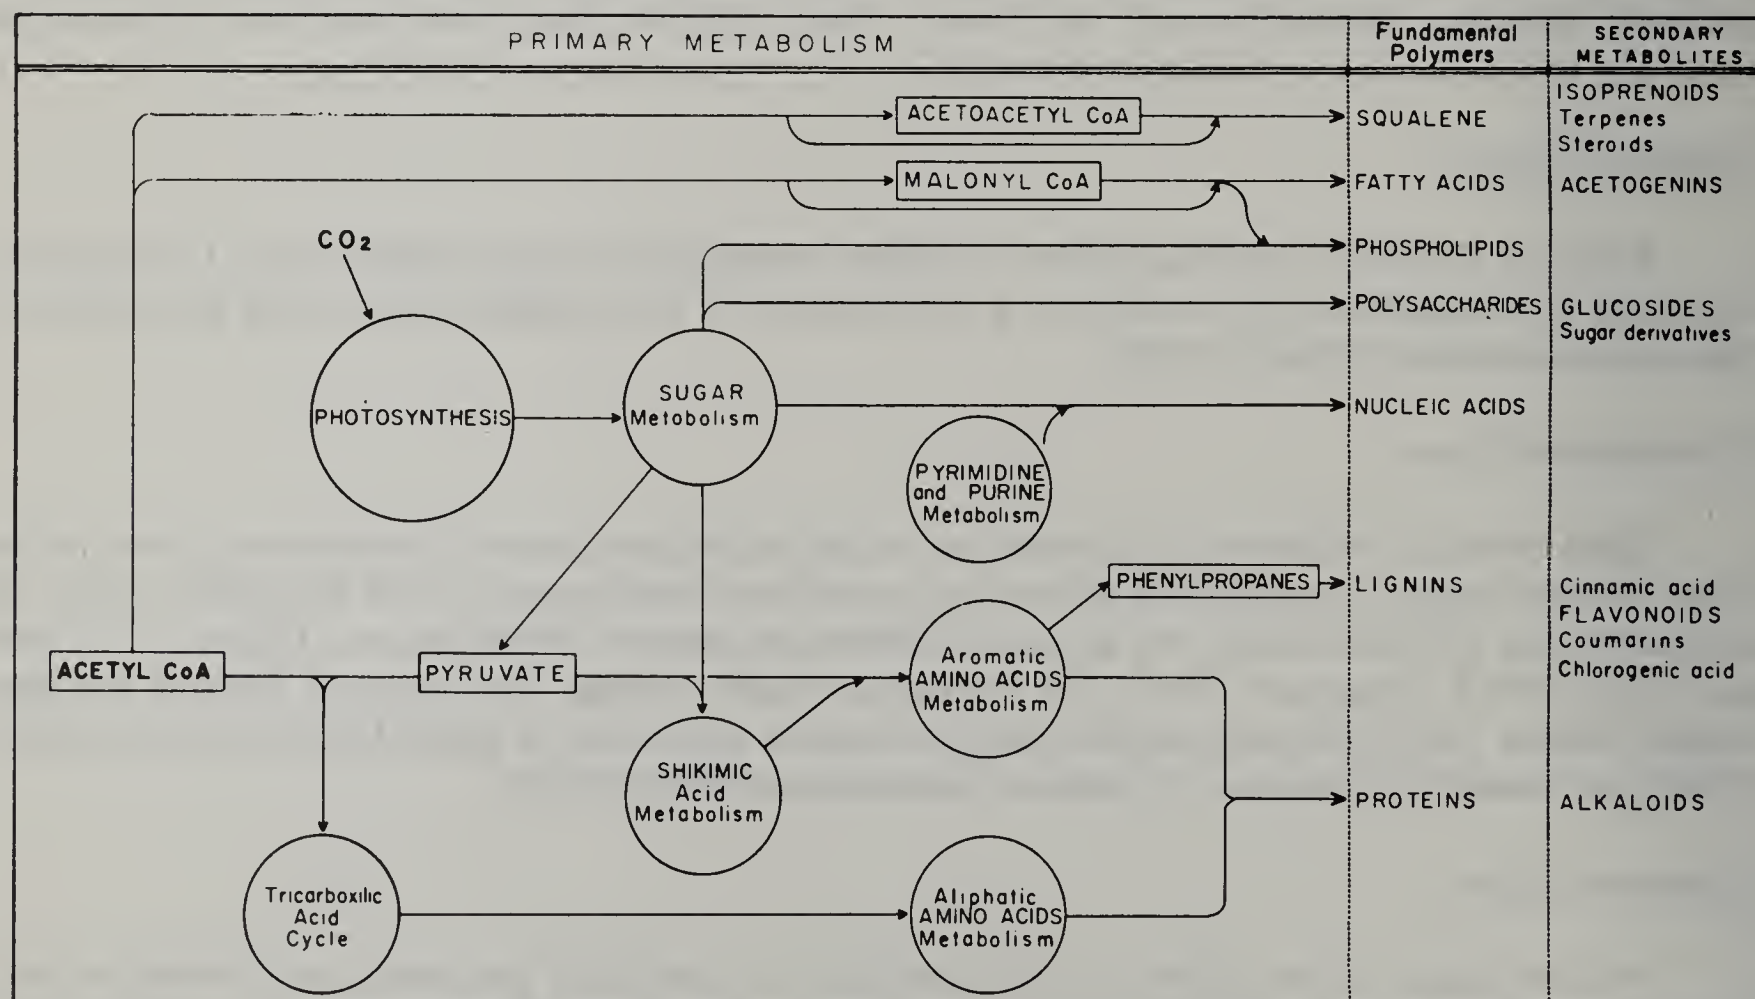 PRIMARY METABOLISM
Fundamental
Polymers
SECONDARY
METABOLITES
ACETOACETYL CoA
SQUALENE
ISOPRENOIDS
Terpenes
Steroids
MALONYL CoA
FATTY ACIDS
ACETOGENINS
CO2
PHOSPHOLIPIDS
POLYSACCHARIDES
GLUCOSIDES
Sugar derivatives
PHOTOSYNTHESIS
SUGAR
Metabolism
NUCLEIC ACIDS
PYRIMIDINE
and PURINE
Metabolism
PHENYLPROPANES
LIGNINS
Cinnamic acid
FLAVONOIDS
Coumarins
Chlorogenic acid
ACETYL CoA
PYRUVATE
Aromatic
AMINO ACIDS
Metabolism
SHIKIMIC
Acid
Metabolism
PROTEINS
ALKALOIDS
Tricarboxilic
Acid
Cycle
Aliphatic
AMINO ACIDS
Metabolism